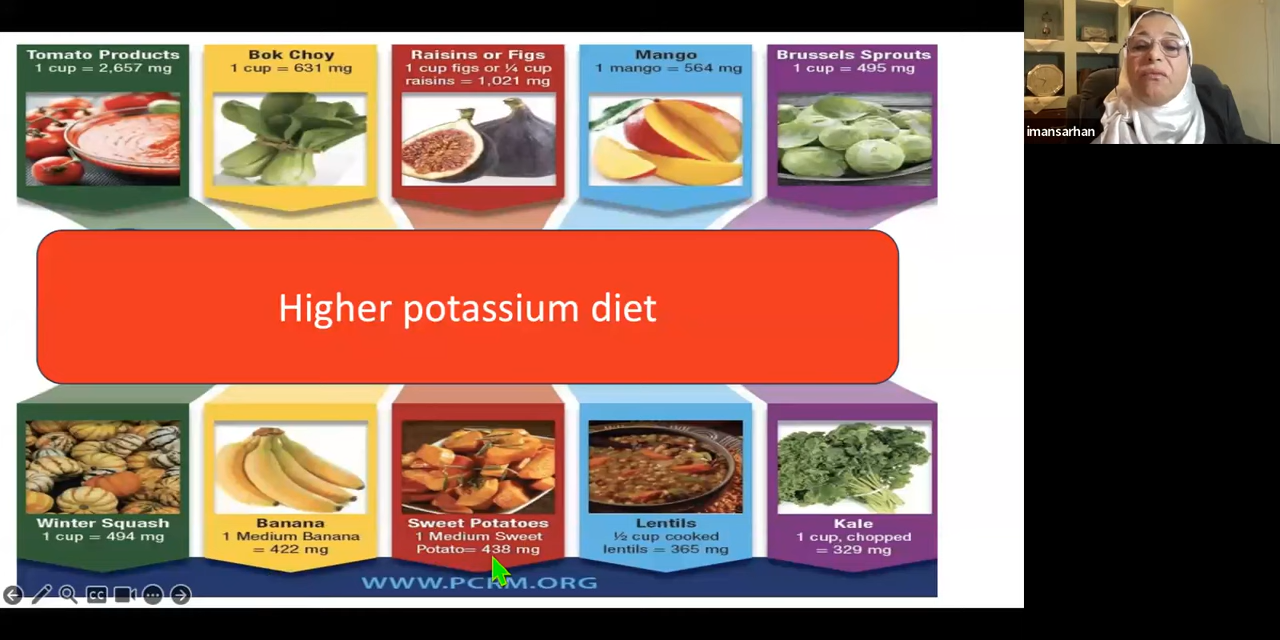 Tomato Products
1 cup = 2,657 mg
Bok Choy
1 cup = 631 mg
Raisins or Figs
1 cup figs or ¼ cup
raisins = 1,021 mg
Mango
1 mango = 564 mg
Brussels Sprouts
1 cup = 495 mg
imansarhan
Higher potassium diet
Winter Squash
1 cup = 494 mg
Banana
1 Medium Banana
= 422 mg
Sweet Potatoes
1 Medium Sweet
Potato= 438 mg
Lentils
½ cup cooked
lentils = 365 mg
Kale
1 cup, chopped
= 329 mg
WWW.PCRM.ORG
CC